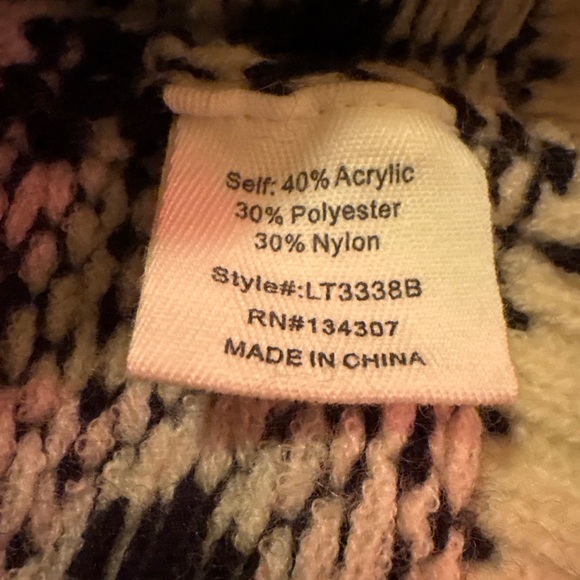 Self: 40% Acrylic
30% Polyester
30% Nylon
Style#:LT3338B
RN#134307
MADE IN CHINA